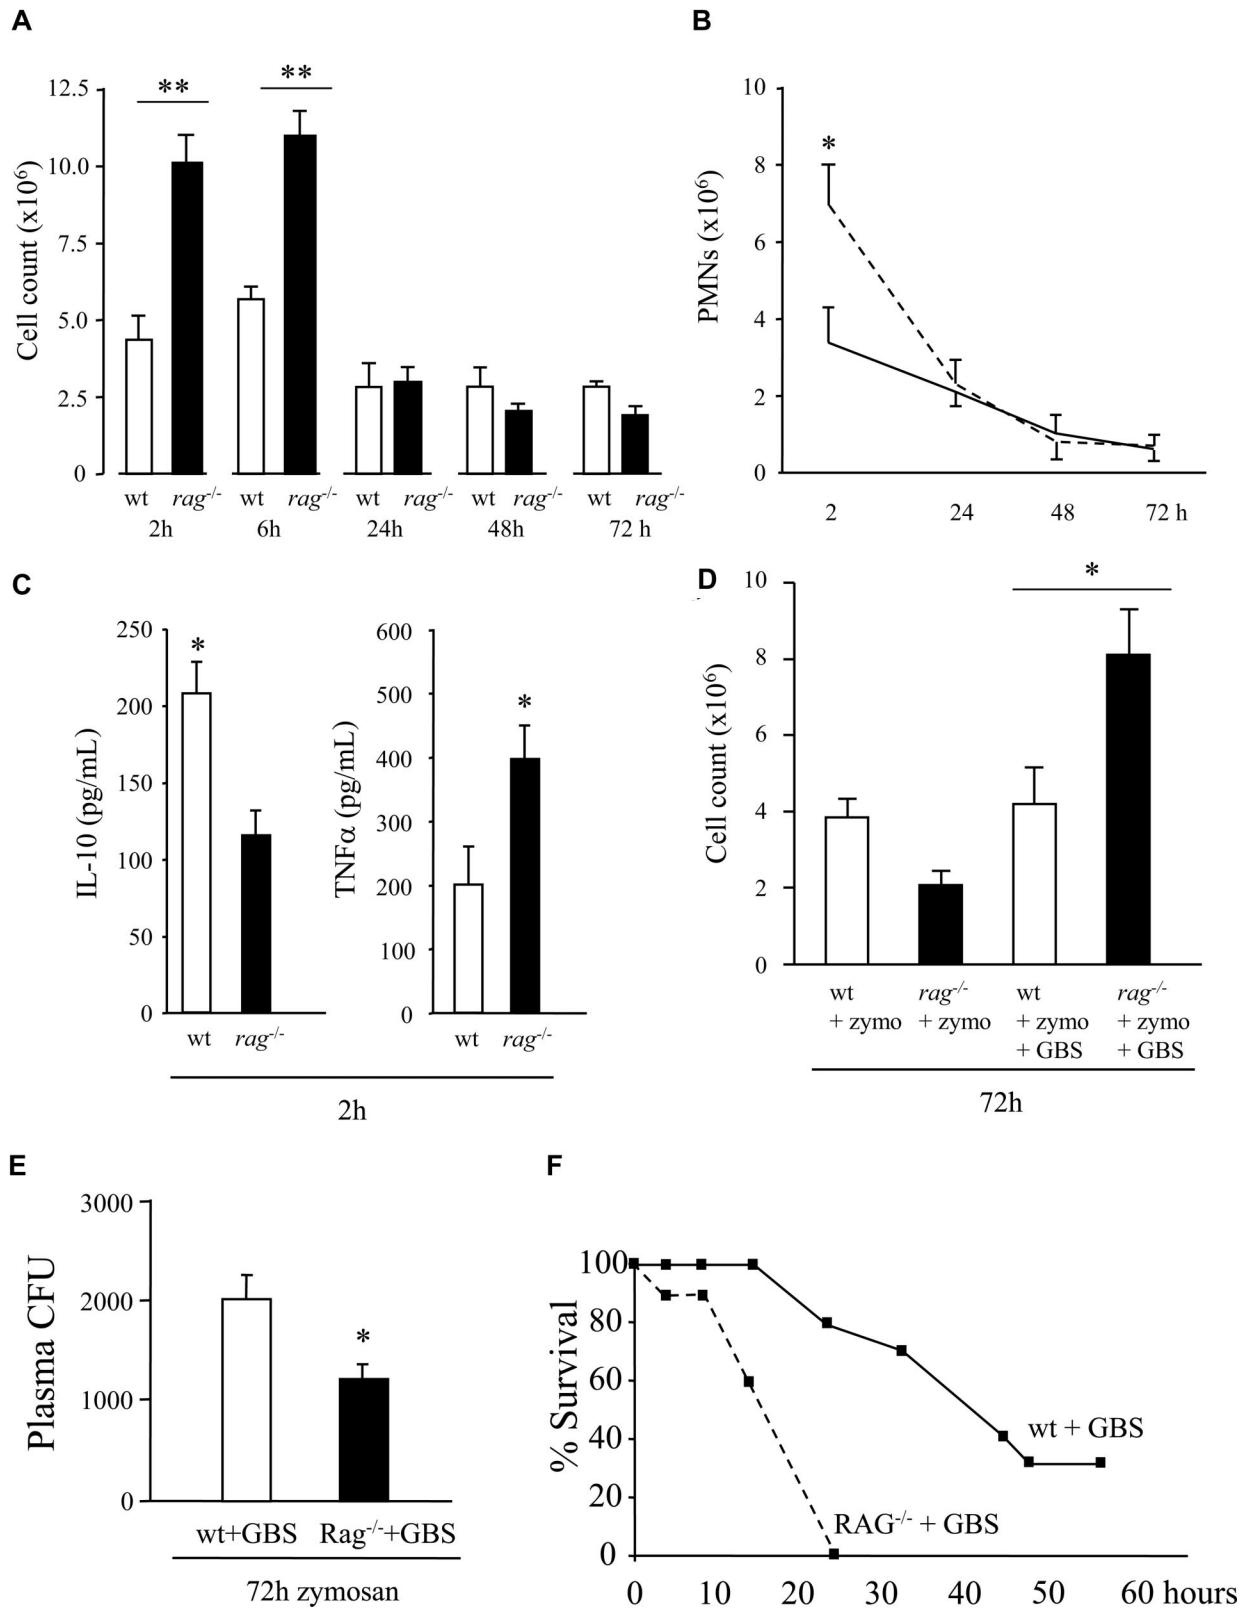 A
Cell count (x10⁶)
12.5
10.0
7.5
5.0
2.5
0
** **
wt rag⁻/⁻ wt rag⁻/⁻ wt rag⁻/⁻ wt rag⁻/⁻ wt rag⁻/⁻
2h 6h 24h 48h 72 h
B
PMNs (x10⁶)
10
8
6
4
2
0
*
2 24 48 72 h
C
IL-10 (pg/mL)
250
200
150
100
50
0
*
wt rag⁻/⁻
TNFα (pg/mL)
600
500
400
300
200
100
0
*
wt rag⁻/⁻
2h
D
Cell count (x10⁶)
10
8
6
4
2
0
*
wt rag⁻/⁻ wt rag⁻/⁻
+ zymo + zymo + zymo + zymo
+ GBS + GBS
72h
E
Plasma CFU
3000
2000
1000
0
*
wt+GBS Rag⁻/⁻+GBS
72h zymosan
F
% Survival
100
80
60
40
20
0
wt + GBS
RAG⁻/⁻ + GBS
0 10 20 30 40 50 60 hours